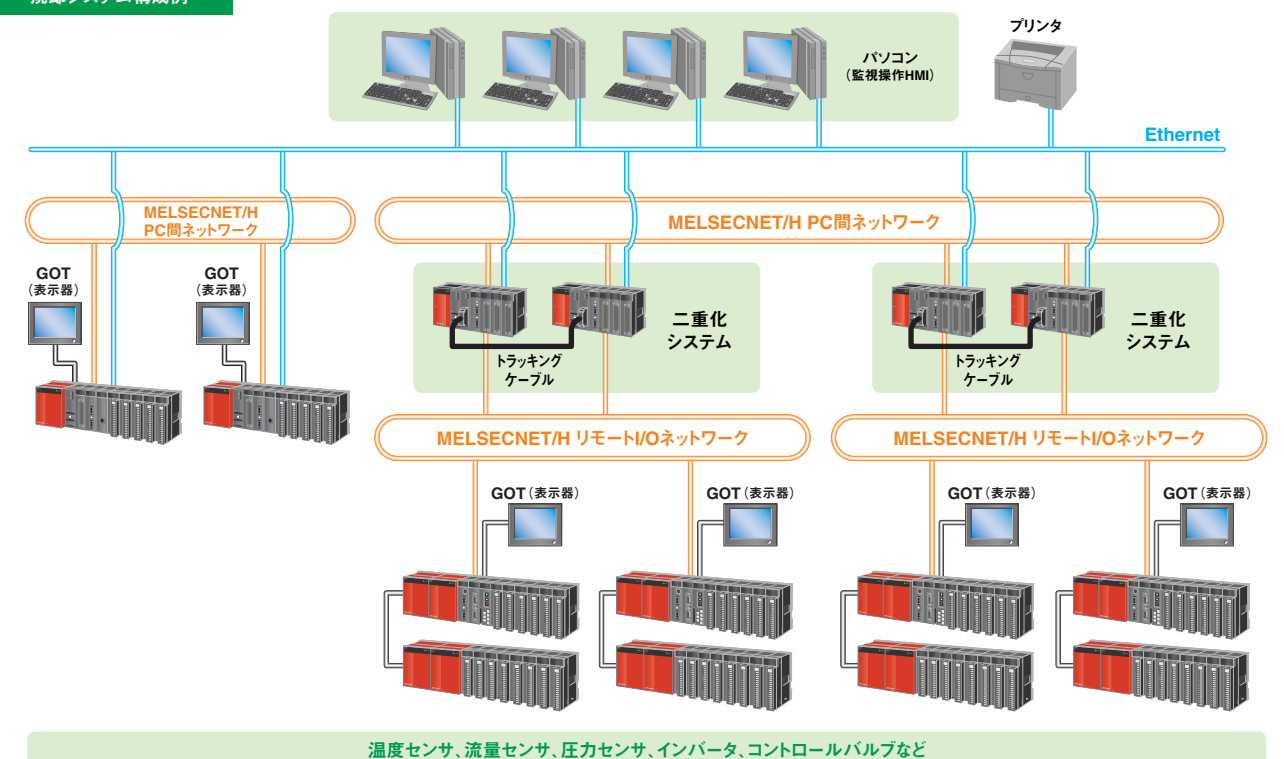 パソコン
(監視操作HMI)
プリンタ
Ethernet
MELSECNET/H
PC間ネットワーク
MELSECNET/H PC間ネットワーク
GOT
(表示器)
GOT
(表示器)
二重化
システム
トラッキング
ケーブル
二重化
システム
トラッキング
ケーブル
MELSECNET/H リモートI/Oネットワーク
MELSECNET/H リモートI/Oネットワーク
GOT(表示器)
GOT(表示器)
GOT(表示器)
GOT(表示器)
温度センサ、流量センサ、圧力センサ、インバータ、コントロールバルブなど